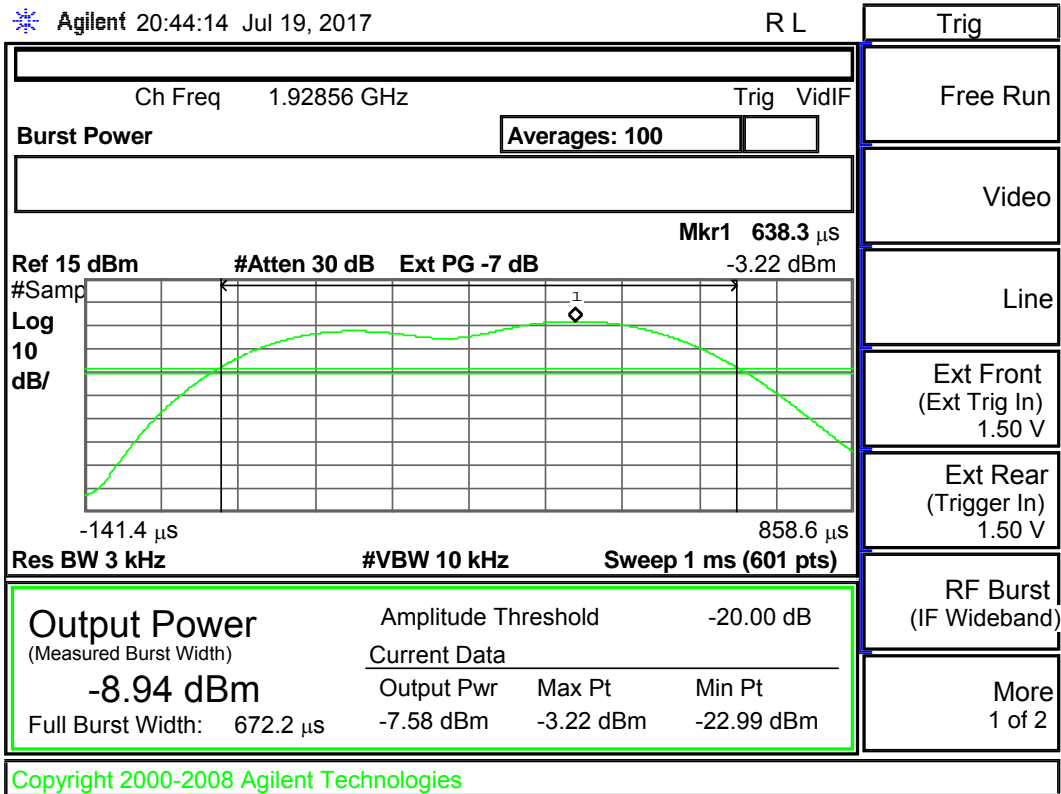 Agilent 20:44:14 Jul 19, 2017 R L Trig
Ch Freq 1.92856 GHz Trig VidIF
Free Run
Burst Power Averages: 100
Video
Mkr1 638.3 μs
Ref 15 dBm #Atten 30 dB Ext PG -7 dB -3.22 dBm
#Samp
Log
10
dB/
1
Line
Ext Front
(Ext Trig In)
1.50 V
Ext Rear
(Trigger In)
1.50 V
-141.4 μs 858.6 μs
Res BW 3 kHz #VBW 10 kHz Sweep 1 ms (601 pts)
RF Burst
(IF Wideband)
Output Power
(Measured Burst Width)
-8.94 dBm
Full Burst Width: 672.2 μs
Amplitude Threshold -20.00 dB
Current Data
Output Pwr Max Pt Min Pt
-7.58 dBm -3.22 dBm -22.99 dBm
More
1 of 2
Copyright 2000-2008 Agilent Technologies